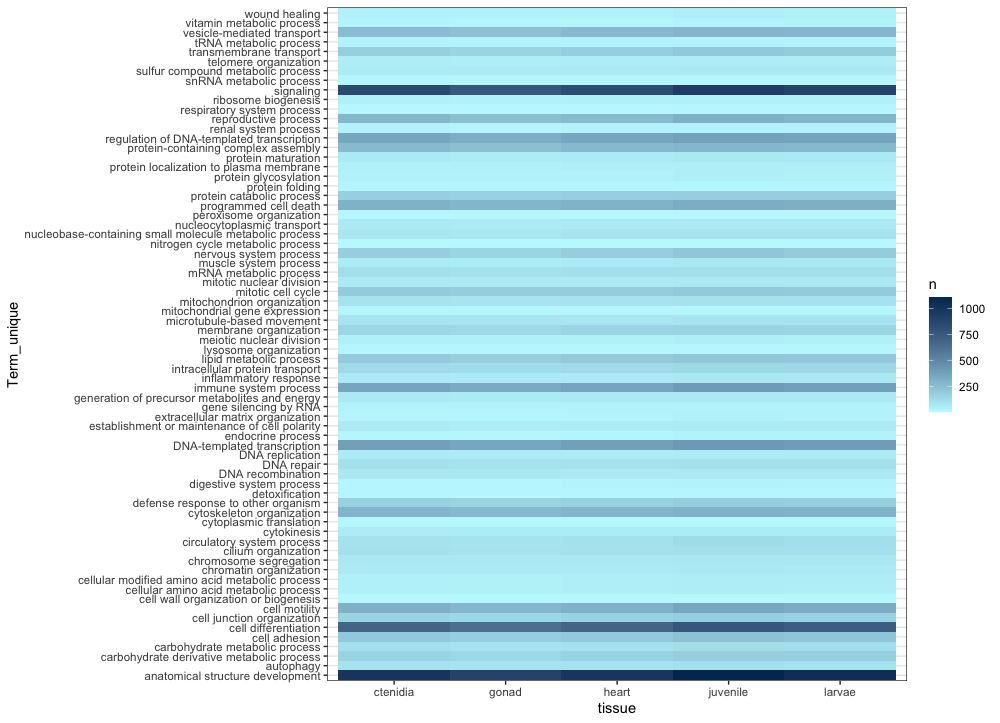 wound healing
vitamin metabolic process
vesicle-mediated transport
tRNA metabolic process
transmembrane transport
telomere organization
sulfur compound metabolic process
snRNA metabolic process
signaling
ribosome biogenesis
respiratory system process
reproductive process
renal system process
regulation of DNA-templated transcription
protein-containing complex assembly
protein maturation
protein localization to plasma membrane
protein glycosylation
protein folding
protein catabolic process
programmed cell death
peroxisome organization
nucleocytoplasmic transport
nucleobase-containing small molecule metabolic process
nitrogen cycle metabolic process
nervous system process
muscle system process
mRNA metabolic process
mitotic nuclear division
mitotic cell cycle
mitochondrion organization
mitochondrial gene expression
microtubule-based movement
membrane organization
meiotic nuclear division
lysosome organization
lipid metabolic process
intracellular protein transport
inflammatory response
immune system process
generation of precursor metabolites and energy
gene silencing by RNA
extracellular matrix organization
establishment or maintenance of cell polarity
endocrine process
DNA-templated transcription
DNA replication
DNA repair
DNA recombination
digestive system process
detoxification
defense response to other organism
cytoskeleton organization
cytoplasmic translation
cytokinesis
circulatory system process
cilium organization
chromosome segregation
chromatin organization
cellular modified amino acid metabolic process
cellular amino acid metabolic process
cell wall organization or biogenesis
cell motility
cell junction organization
cell differentiation
cell adhesion
carbohydrate metabolic process
carbohydrate derivative metabolic process
autophagy
anatomical structure development
Term_unique
ctenidia gonad heart juvenile larvae
tissue
n
1000
750
500
250